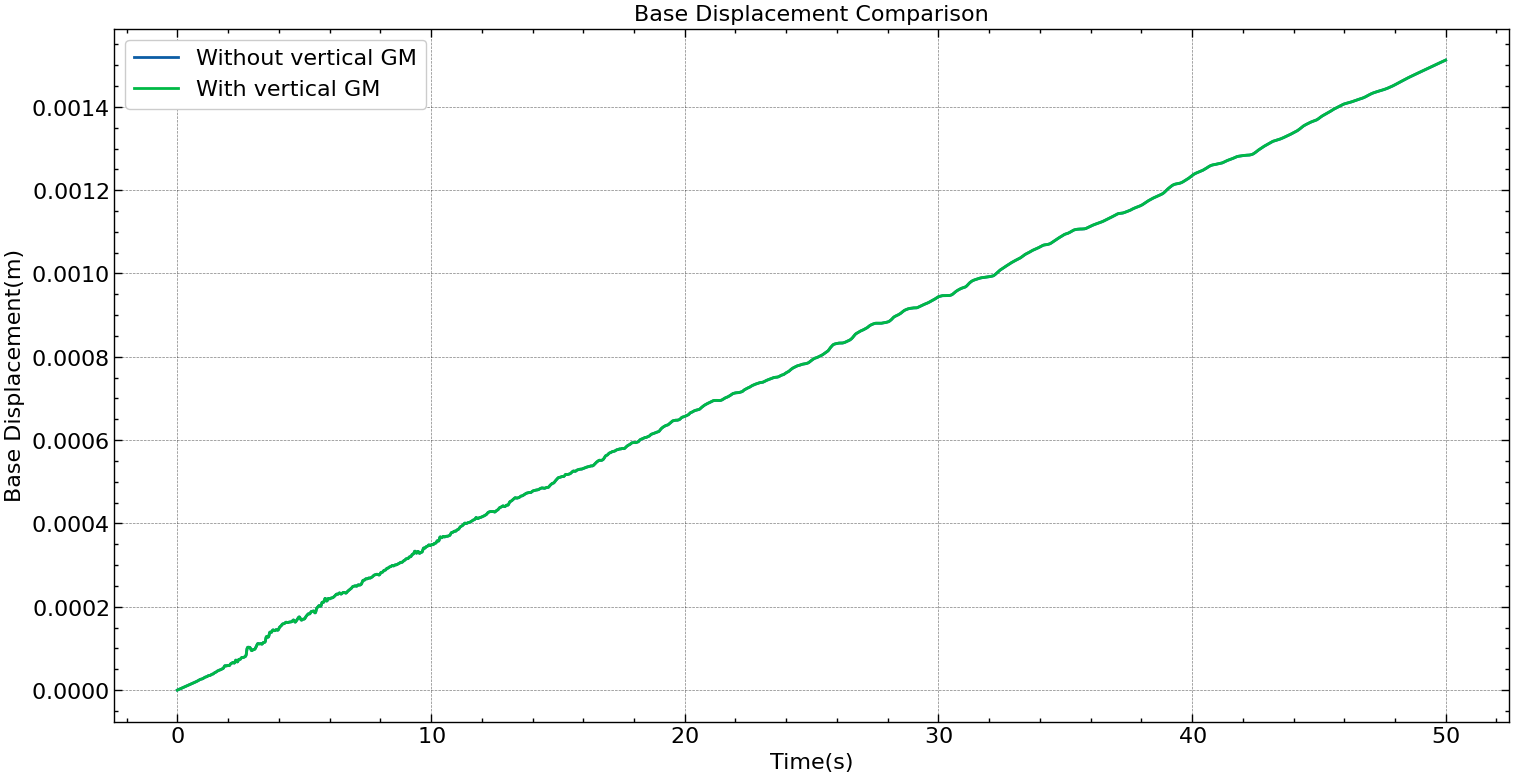 Base Displacement Comparison
Without vertical GM
With vertical GM
0.0014
0.0012
0.0010
0.0008
0.0006
0.0004
0.0002
0.0000
Base Displacement(m)
0 10 20 30 40 50
Time(s)